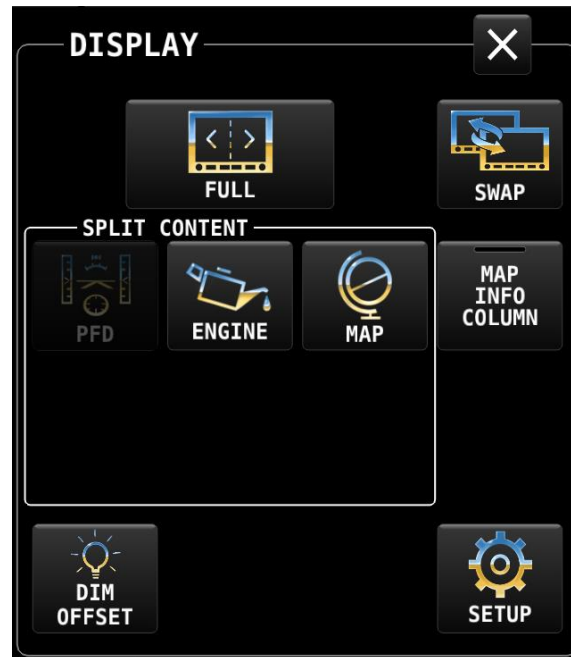 DISPLAY
FULL
SWAP
SPLIT CONTENT
PFD
ENGINE
MAP
MAP
INFO
COLUMN
DIM
OFFSET
SETUP